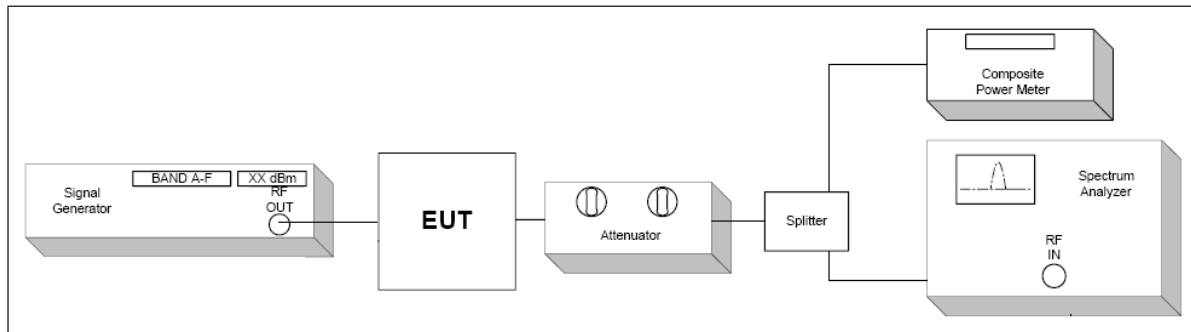 Signal
Generator
BAND A-F
XX dBm
RF
OUT
EUT
Attenuator
Splitter
Composite
Power Meter
Spectrum
Analyzer
RF
IN